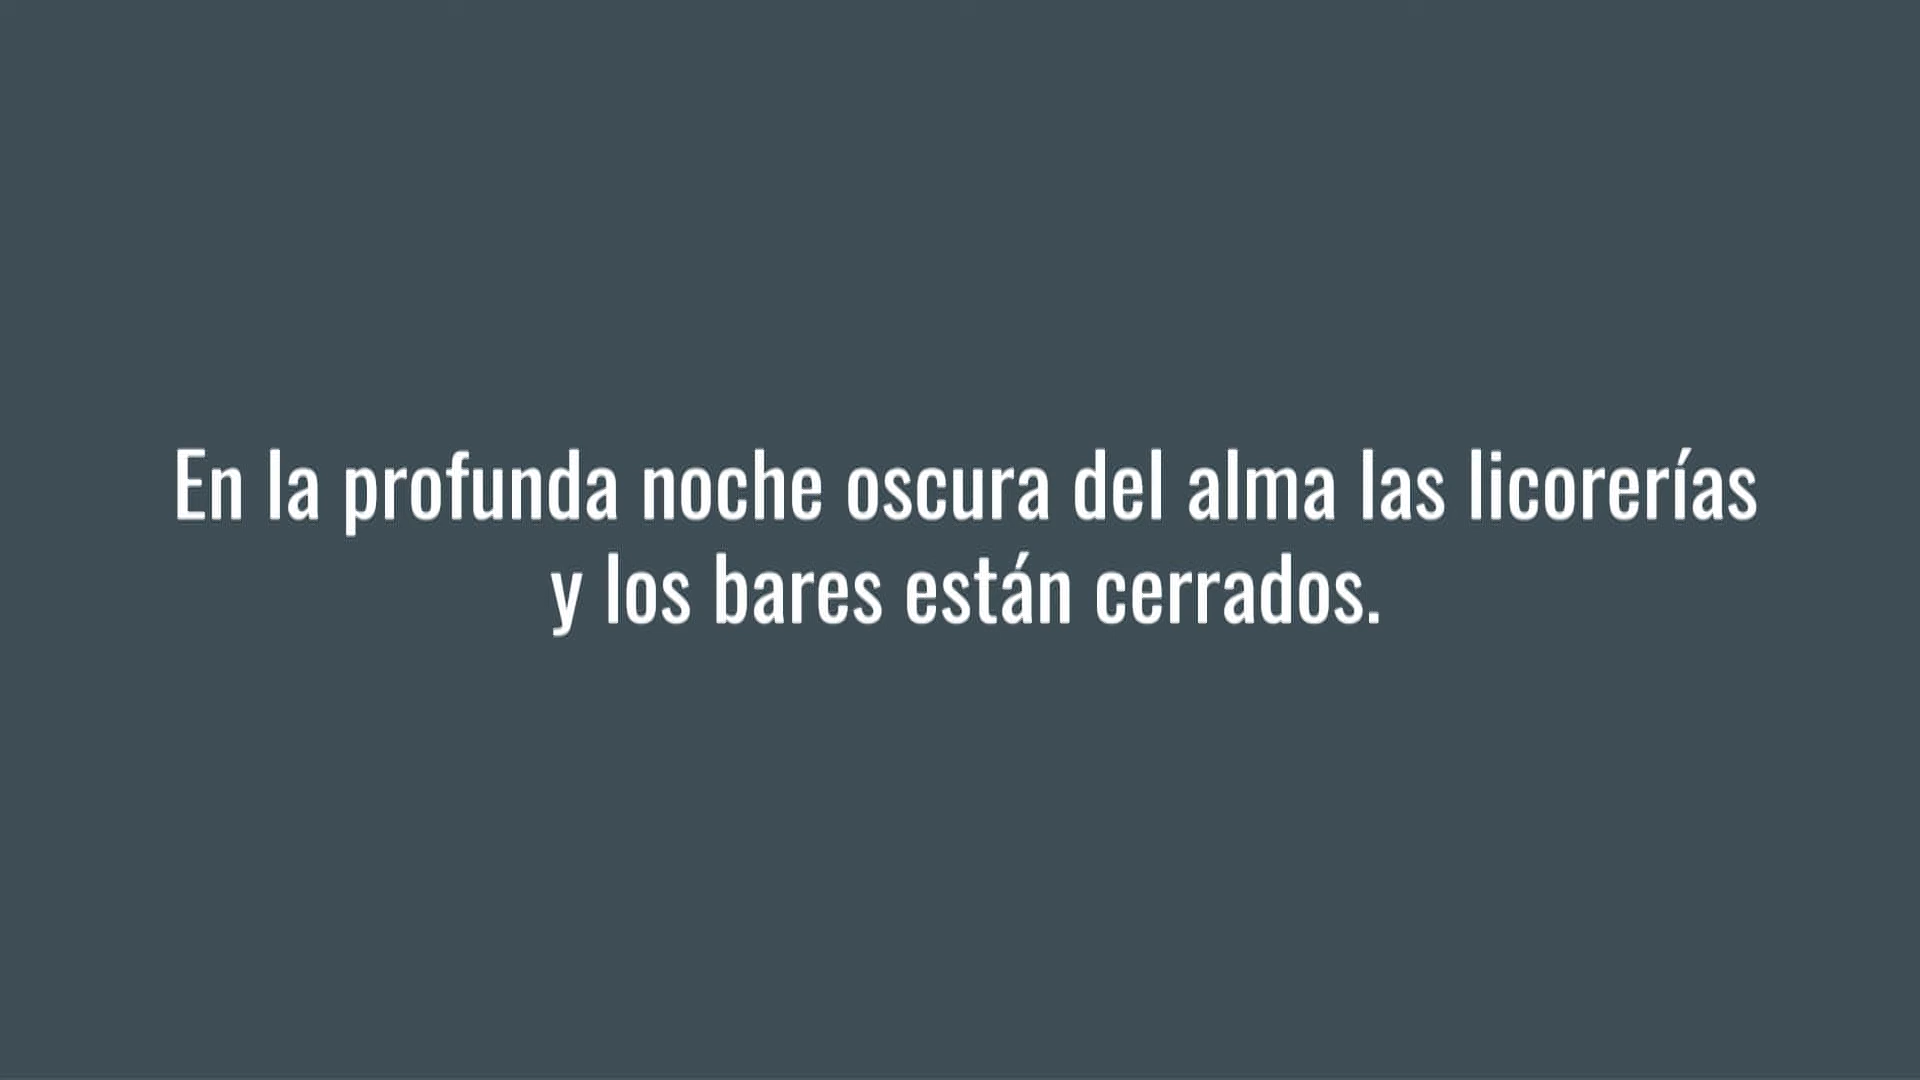 En la profunda noche oscura del alma las licorerías
y los bares están cerrados.